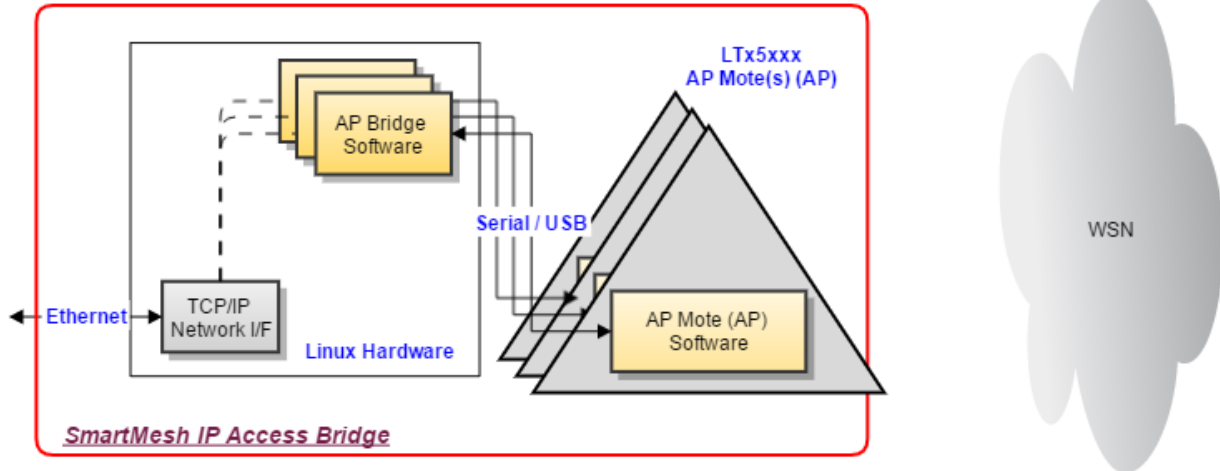 LTx5xxx
AP Mote(s) (AP)
AP Bridge
Software
Serial / USB
WSN
Ethernet
TCP/IP
Network I/F
AP Mote (AP)
Software
Linux Hardware
SmartMesh IP Access Bridge